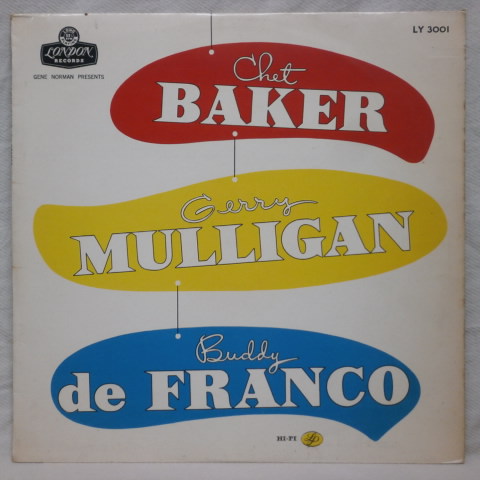 LY 3001
LONDON
RECORDS
GENE NORMAN PRESENTS
Chet
BAKER
Gerry
MULLIGAN
Buddy
de FRANCO
HI-FI